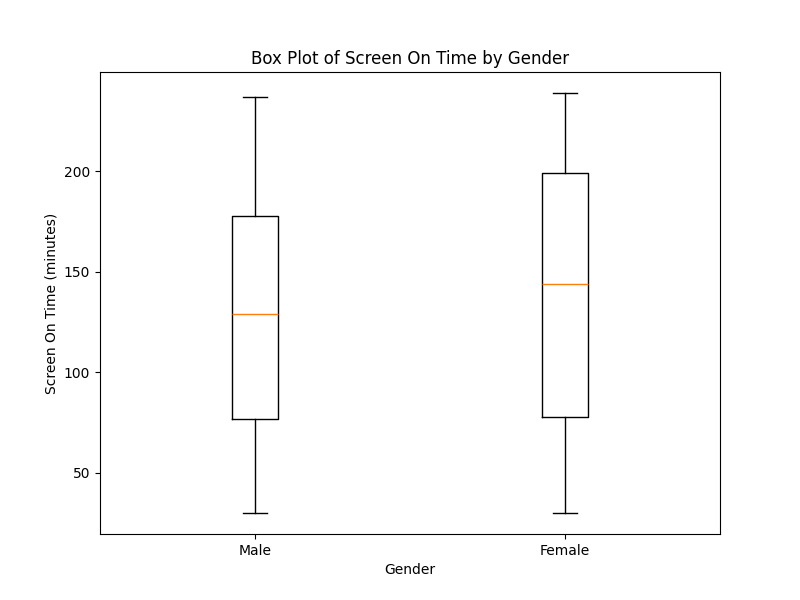 Box Plot of Screen On Time by Gender
Screen On Time (minutes)
200
150
100
50
Male Female
Gender